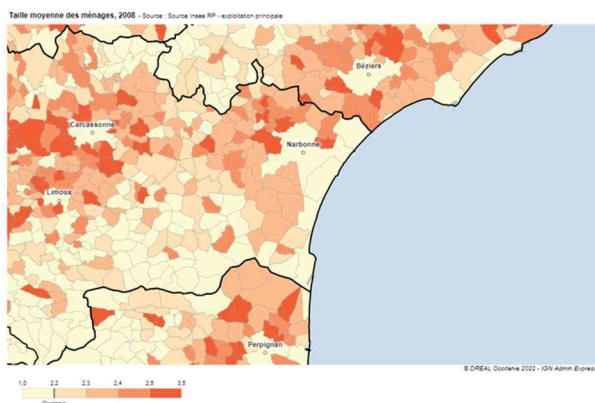 Taille moyenne des ménages, 2008 - Source : Source Insee RP - exploitation principale
Béziers
Carcassonne
Narbonne
Limoux
Perpignan
© DREAL Occitanie 2022 - IGN Admin Express
1,0 2,2 2,3 2,4 2,5 3,5
Occitanie